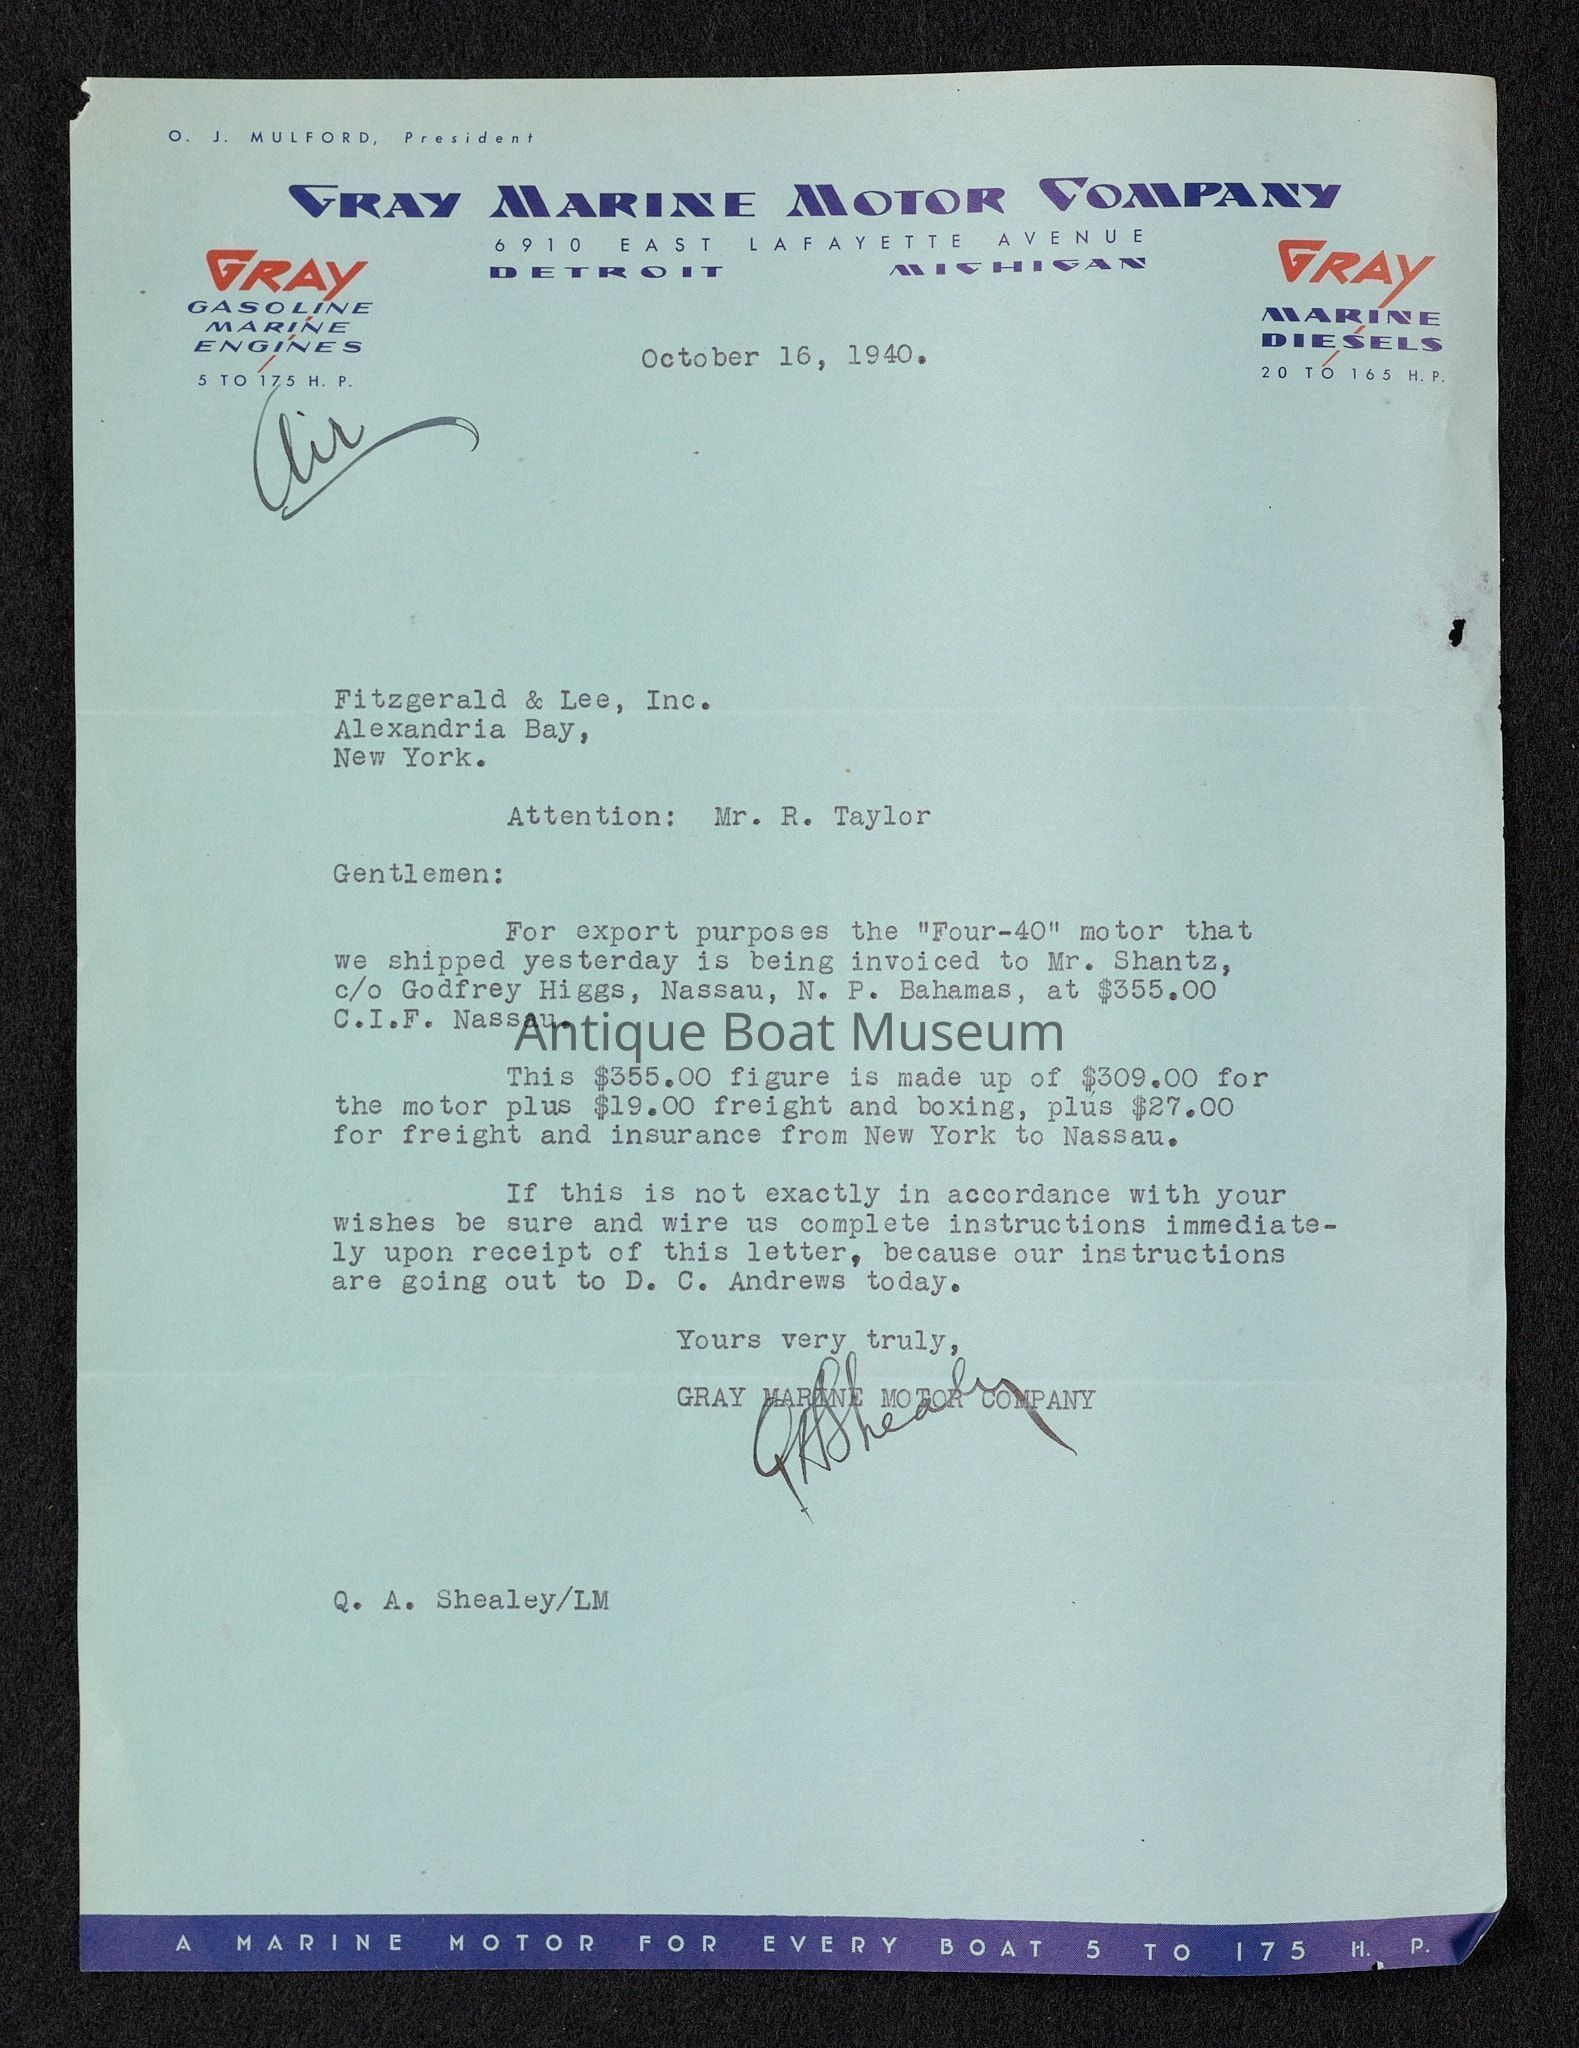 O. J. MULFORD, President
GRAY MARINE MOTOR COMPANY
6910 EAST LAFAYETTE AVENUE
DETROIT MICHIGAN
GRAY
GASOLINE
MARINE
ENGINES
5 TO 175 H. P.
GRAY
MARINE
DIESELS
20 TO 165 H. P.
October 16, 1940.
Air
Fitzgerald & Lee, Inc.
Alexandria Bay,
New York.
Attention: Mr. R. Taylor
Gentlemen:
For export purposes the "Four-40" motor that
we shipped yesterday is being invoiced to Mr. Shantz,
c/o Godfrey Higgs, Nassau, N. P. Bahamas, at $355.00
C.I.F. Nassau.
Antique Boat Museum
This $355.00 figure is made up of $309.00 for
the motor plus $19.00 freight and boxing, plus $27.00
for freight and insurance from New York to Nassau.
If this is not exactly in accordance with your
wishes be sure and wire us complete instructions immediate-
ly upon receipt of this letter, because our instructions
are going out to D. C. Andrews today.
Yours very truly,
GRAY MARINE MOTOR COMPANY
QAShealey
Q. A. Shealey/LM
A MARINE MOTOR FOR EVERY BOAT 5 TO 175 H. P.